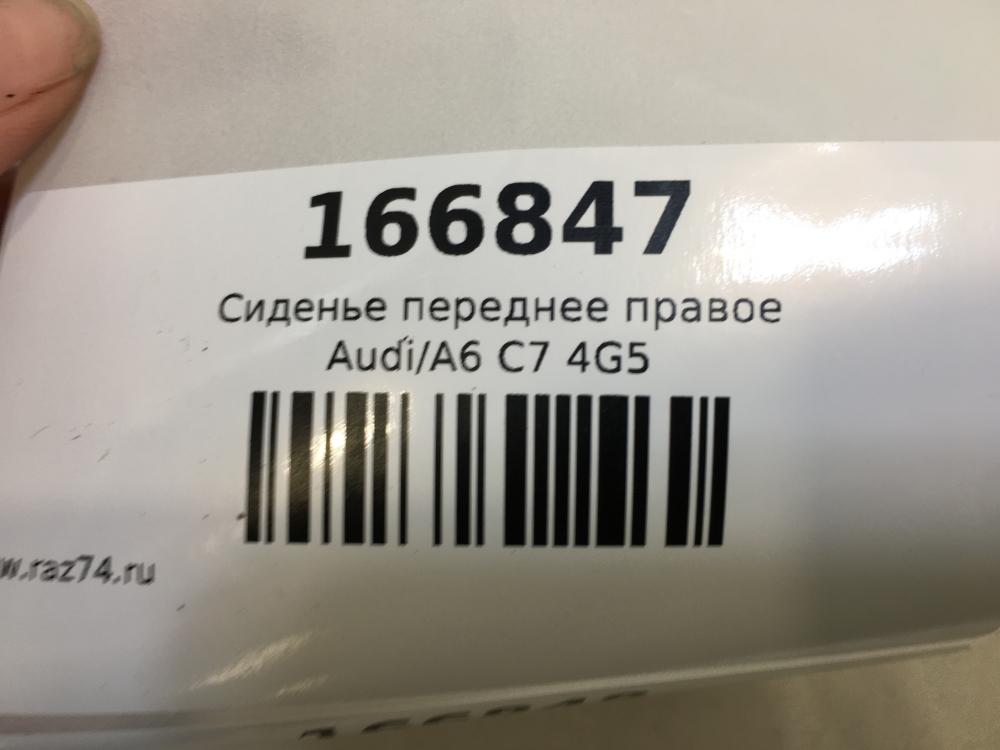 166847
Сиденье переднее правое
Audi/A6 C7 4G5
w.raz74.ru